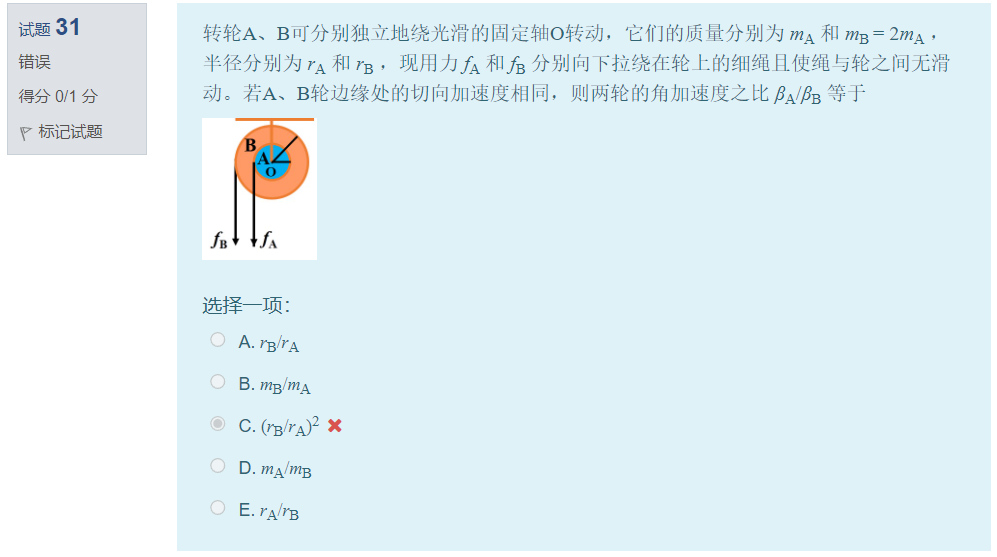 试题 31
错误
得分 0/1 分
标记试题
转轮A、B可分别独立地绕光滑的固定轴O转动，它们的质量分别为 mA 和 mB = 2mA ，
半径分别为 rA 和 rB ，现用力 fA 和 fB 分别向下拉绕在轮上的细绳且使绳与轮之间无滑
动。若A、B轮边缘处的切向加速度相同，则两轮的角加速度之比 βA/βB 等于
B
A
O
fB fA
选择一项：
A. rB/rA
B. mB/mA
C. (rB/rA)²
D. mA/mB
E. rA/rB